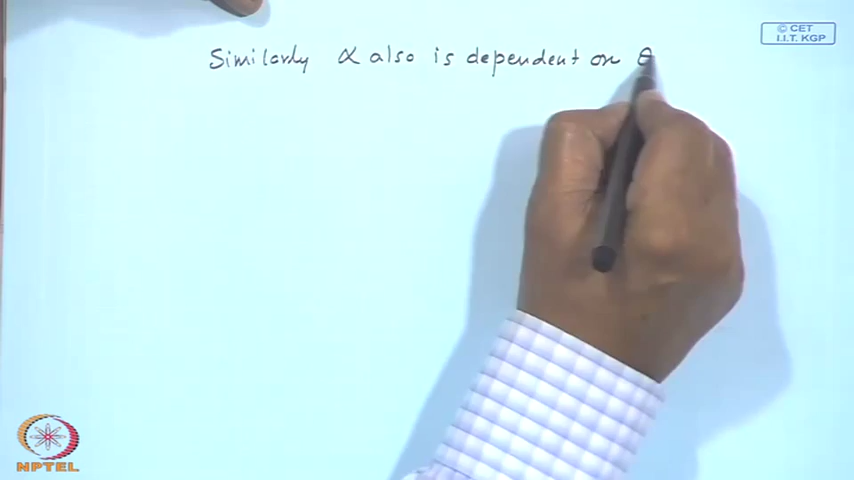 © CET
I.I.T. KGP
Similarly α also is dependent on θ
NPTEL